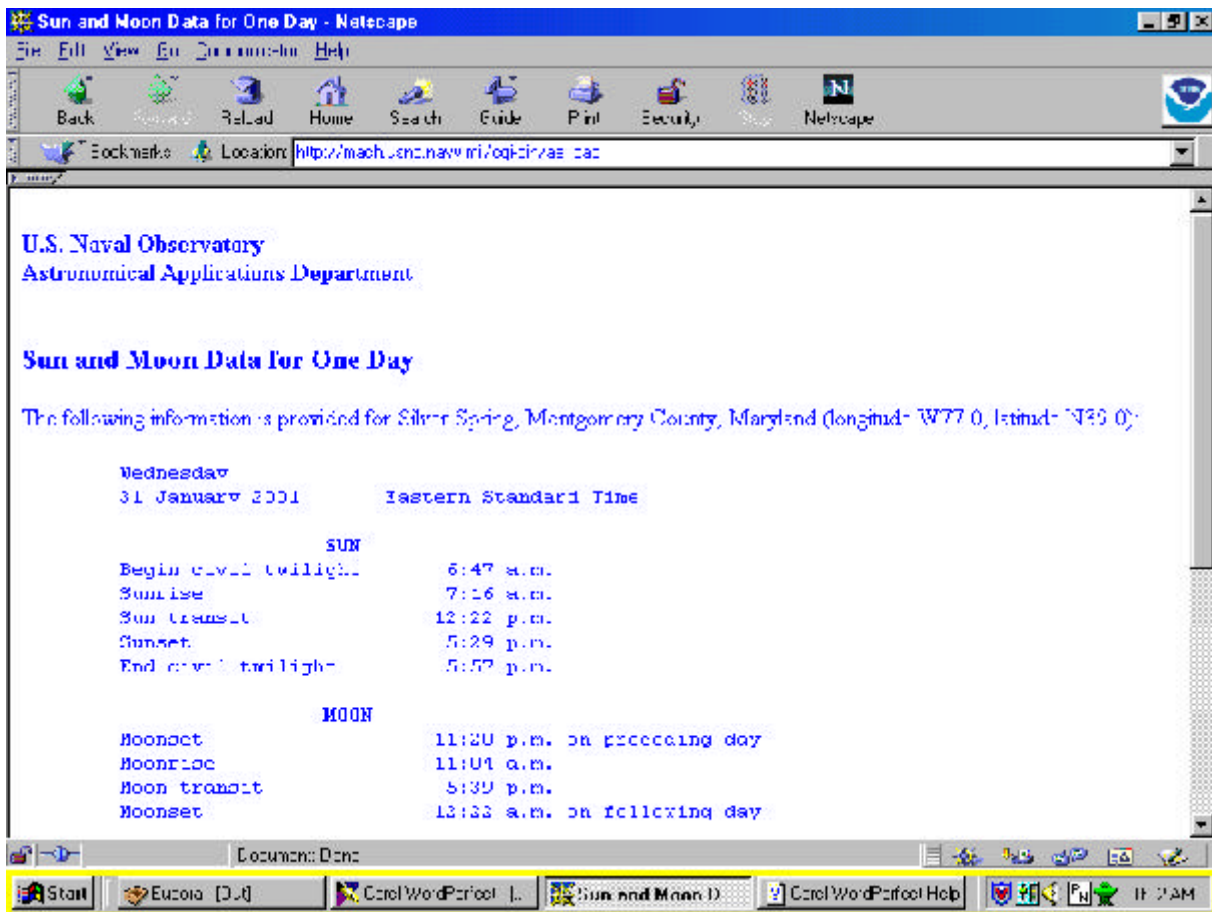 Sun and Moon Data for One Day - Netscape
File Edit View Go Communicator Help
Back Reload Home Search Guide Print Security Stop Netscape
Bookmarks Location:
U.S. Naval Observatory
Astronomical Applications Department
Sun and Moon Data for One Day
The following information is provided for Silver Spring, Montgomery County, Maryland (longitude W77.0, latitude N39.0):
Wednesday
31 January 2001 Eastern Standard Time
SUN
Begin civil twilight 6:47 a.m.
Sunrise 7:16 a.m.
Sun transit 12:22 p.m.
Sunset 5:29 p.m.
End civil twilight 5:57 p.m.
MOON
Moonset 11:20 p.m. on preceding day
Moonrise 11:04 a.m.
Moon transit 5:39 p.m.
Moonset a.m. on following day
Document: Done
Start Eudora - [Out] Corel WordPerfect - [... Sun and Moon D... Corel WordPerfect Help AM